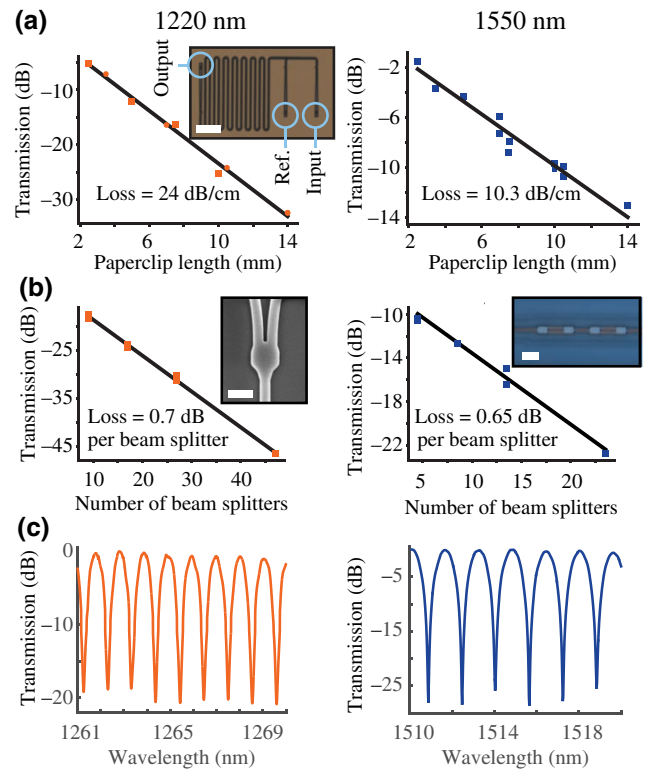 1220 nm
1550 nm
(a)
Transmission (dB)
−5
−10
−20
−30
Output
Ref.
Input
Loss = 24 dB/cm
2
6
10
14
Paperclip length (mm)
Transmission (dB)
−2
−6
−10
−14
Loss = 10.3 dB/cm
2
6
10
14
Paperclip length (mm)
(b)
Transmission (dB)
−25
−35
−45
Loss = 0.7 dB
per beam splitter
10
20
30
40
Number of beam splitters
Transmission (dB)
−10
−14
−18
−22
Loss = 0.65 dB
per beam splitter
5
10
15
20
Number of beam splitters
(c)
Transmission (dB)
0
−10
−20
1261
1265
1269
Wavelength (nm)
Transmission (dB)
−5
−15
−25
1510
1514
1518
Wavelength (nm)